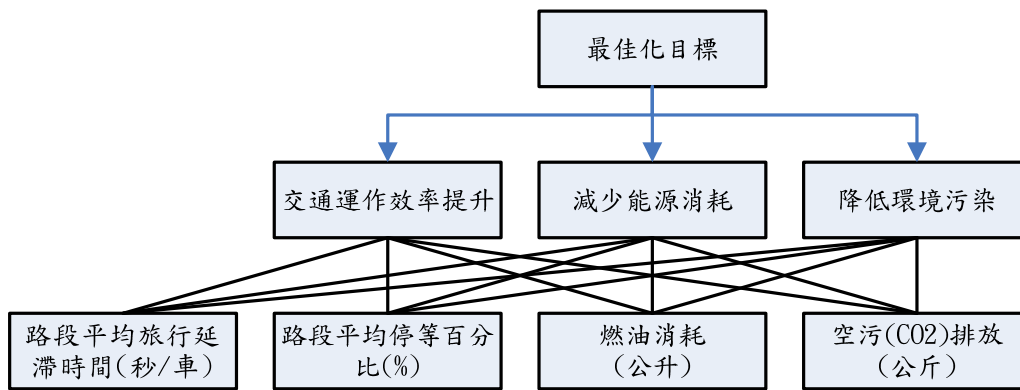 最佳化目標
交通運作效率提升
減少能源消耗
降低環境污染
路段平均旅行延
滯時間(秒/車)
路段平均停等百分
比(%)
燃油消耗
(公升)
空污(CO2)排放
(公斤)